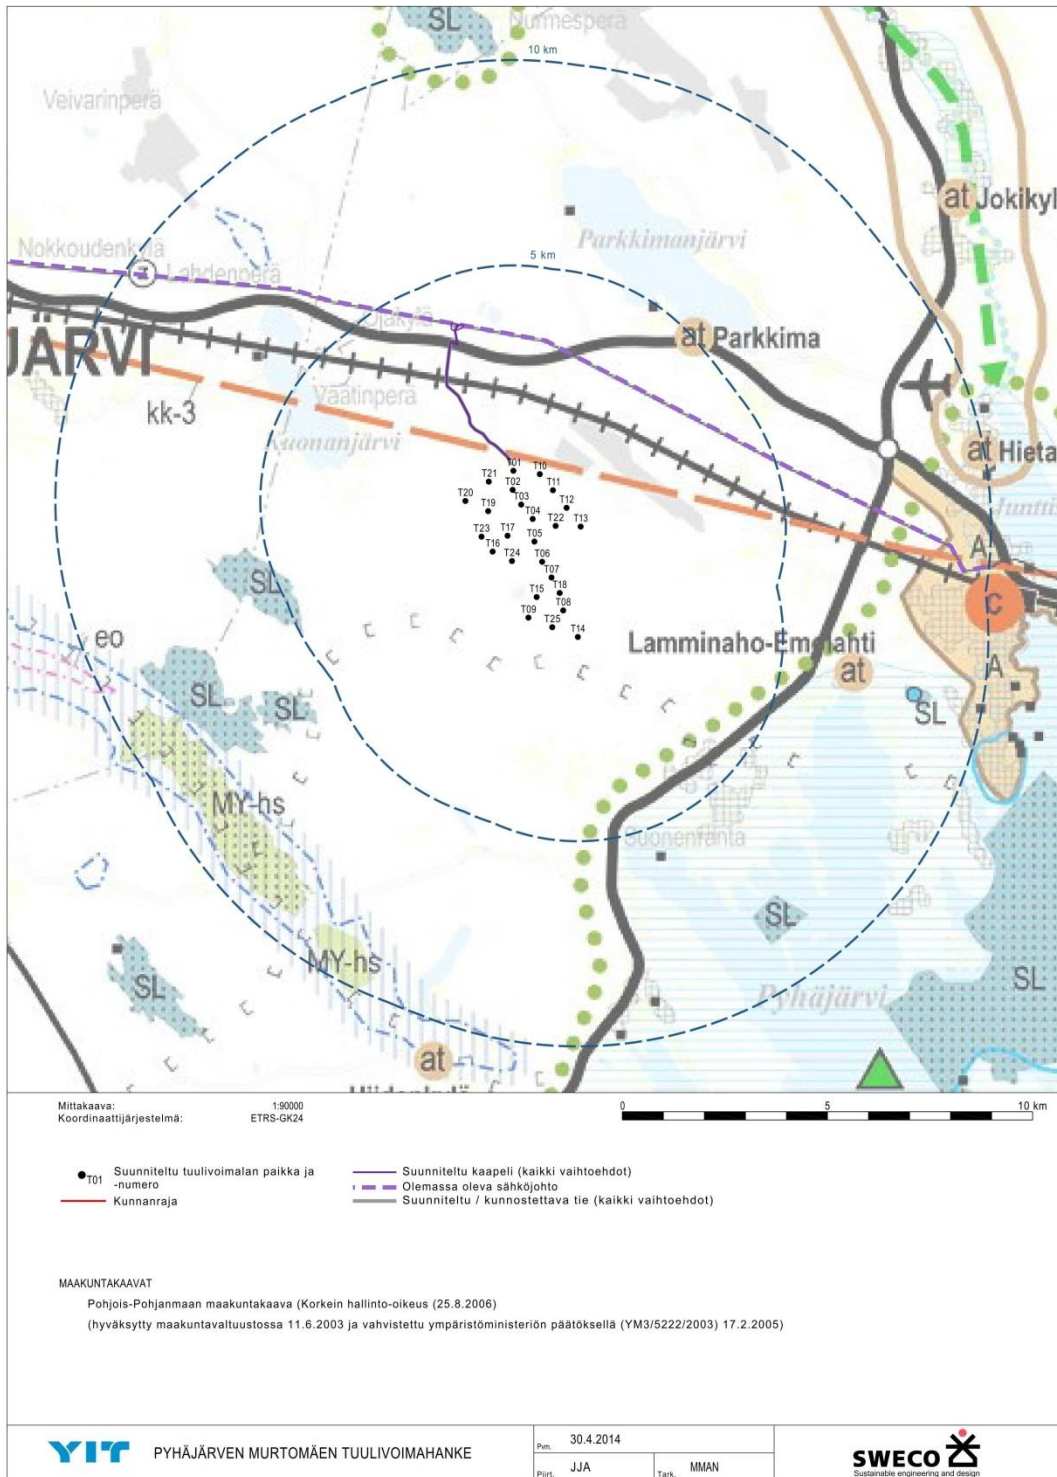 SL
Nurmesperä
10 km
Veivarinperä
at Jokikyl
Parkkimanjärvi
Nokkoudenkylä
Lahdenperä
5 km
Ojakylä
at Parkkima
JÄRVI
Vaatinperä
kk-3
Kuonanjärvi
at Hieta
T01
T10
T21
T02
T11
T20
T03
T12
T19
T04
T22
T13
T23
T17
T05
T16
T24
T06
T07
T15
T18
T09
T08
T25
T14
A
C
SL
eo
Lamminaho-Emolahti
at
A
SL
SL
SL
MY-hs
Suonenranta
SL
MY-hs
SL
Pyhäjärvi
SL
at
Mittakaava: 1:90000
Koordinaattijärjestelmä: ETRS-GK24
0 5 10 km
T01 Suunniteltu tuulivoimalan paikka ja
-numero
Kunnanraja
Suunniteltu kaapeli (kaikki vaihtoehdot)
Olemassa oleva sähköjohto
Suunniteltu / kunnostettava tie (kaikki vaihtoehdot)
MAAKUNTAKAAVAT
Pohjois-Pohjanmaan maakuntakaava (Korkein hallinto-oikeus (25.8.2006)
(hyväksytty maakuntavaltuustossa 11.6.2003 ja vahvistettu ympäristöministeriön päätöksellä (YM3/5222/2003) 17.2.2005)
YIT PYHÄJÄRVEN MURTOMÄEN TUULIVOIMAHANKE
Pvm. 30.4.2014
Piirt. JJA
Tark. MMAN
SWECO
Sustainable engineering and design